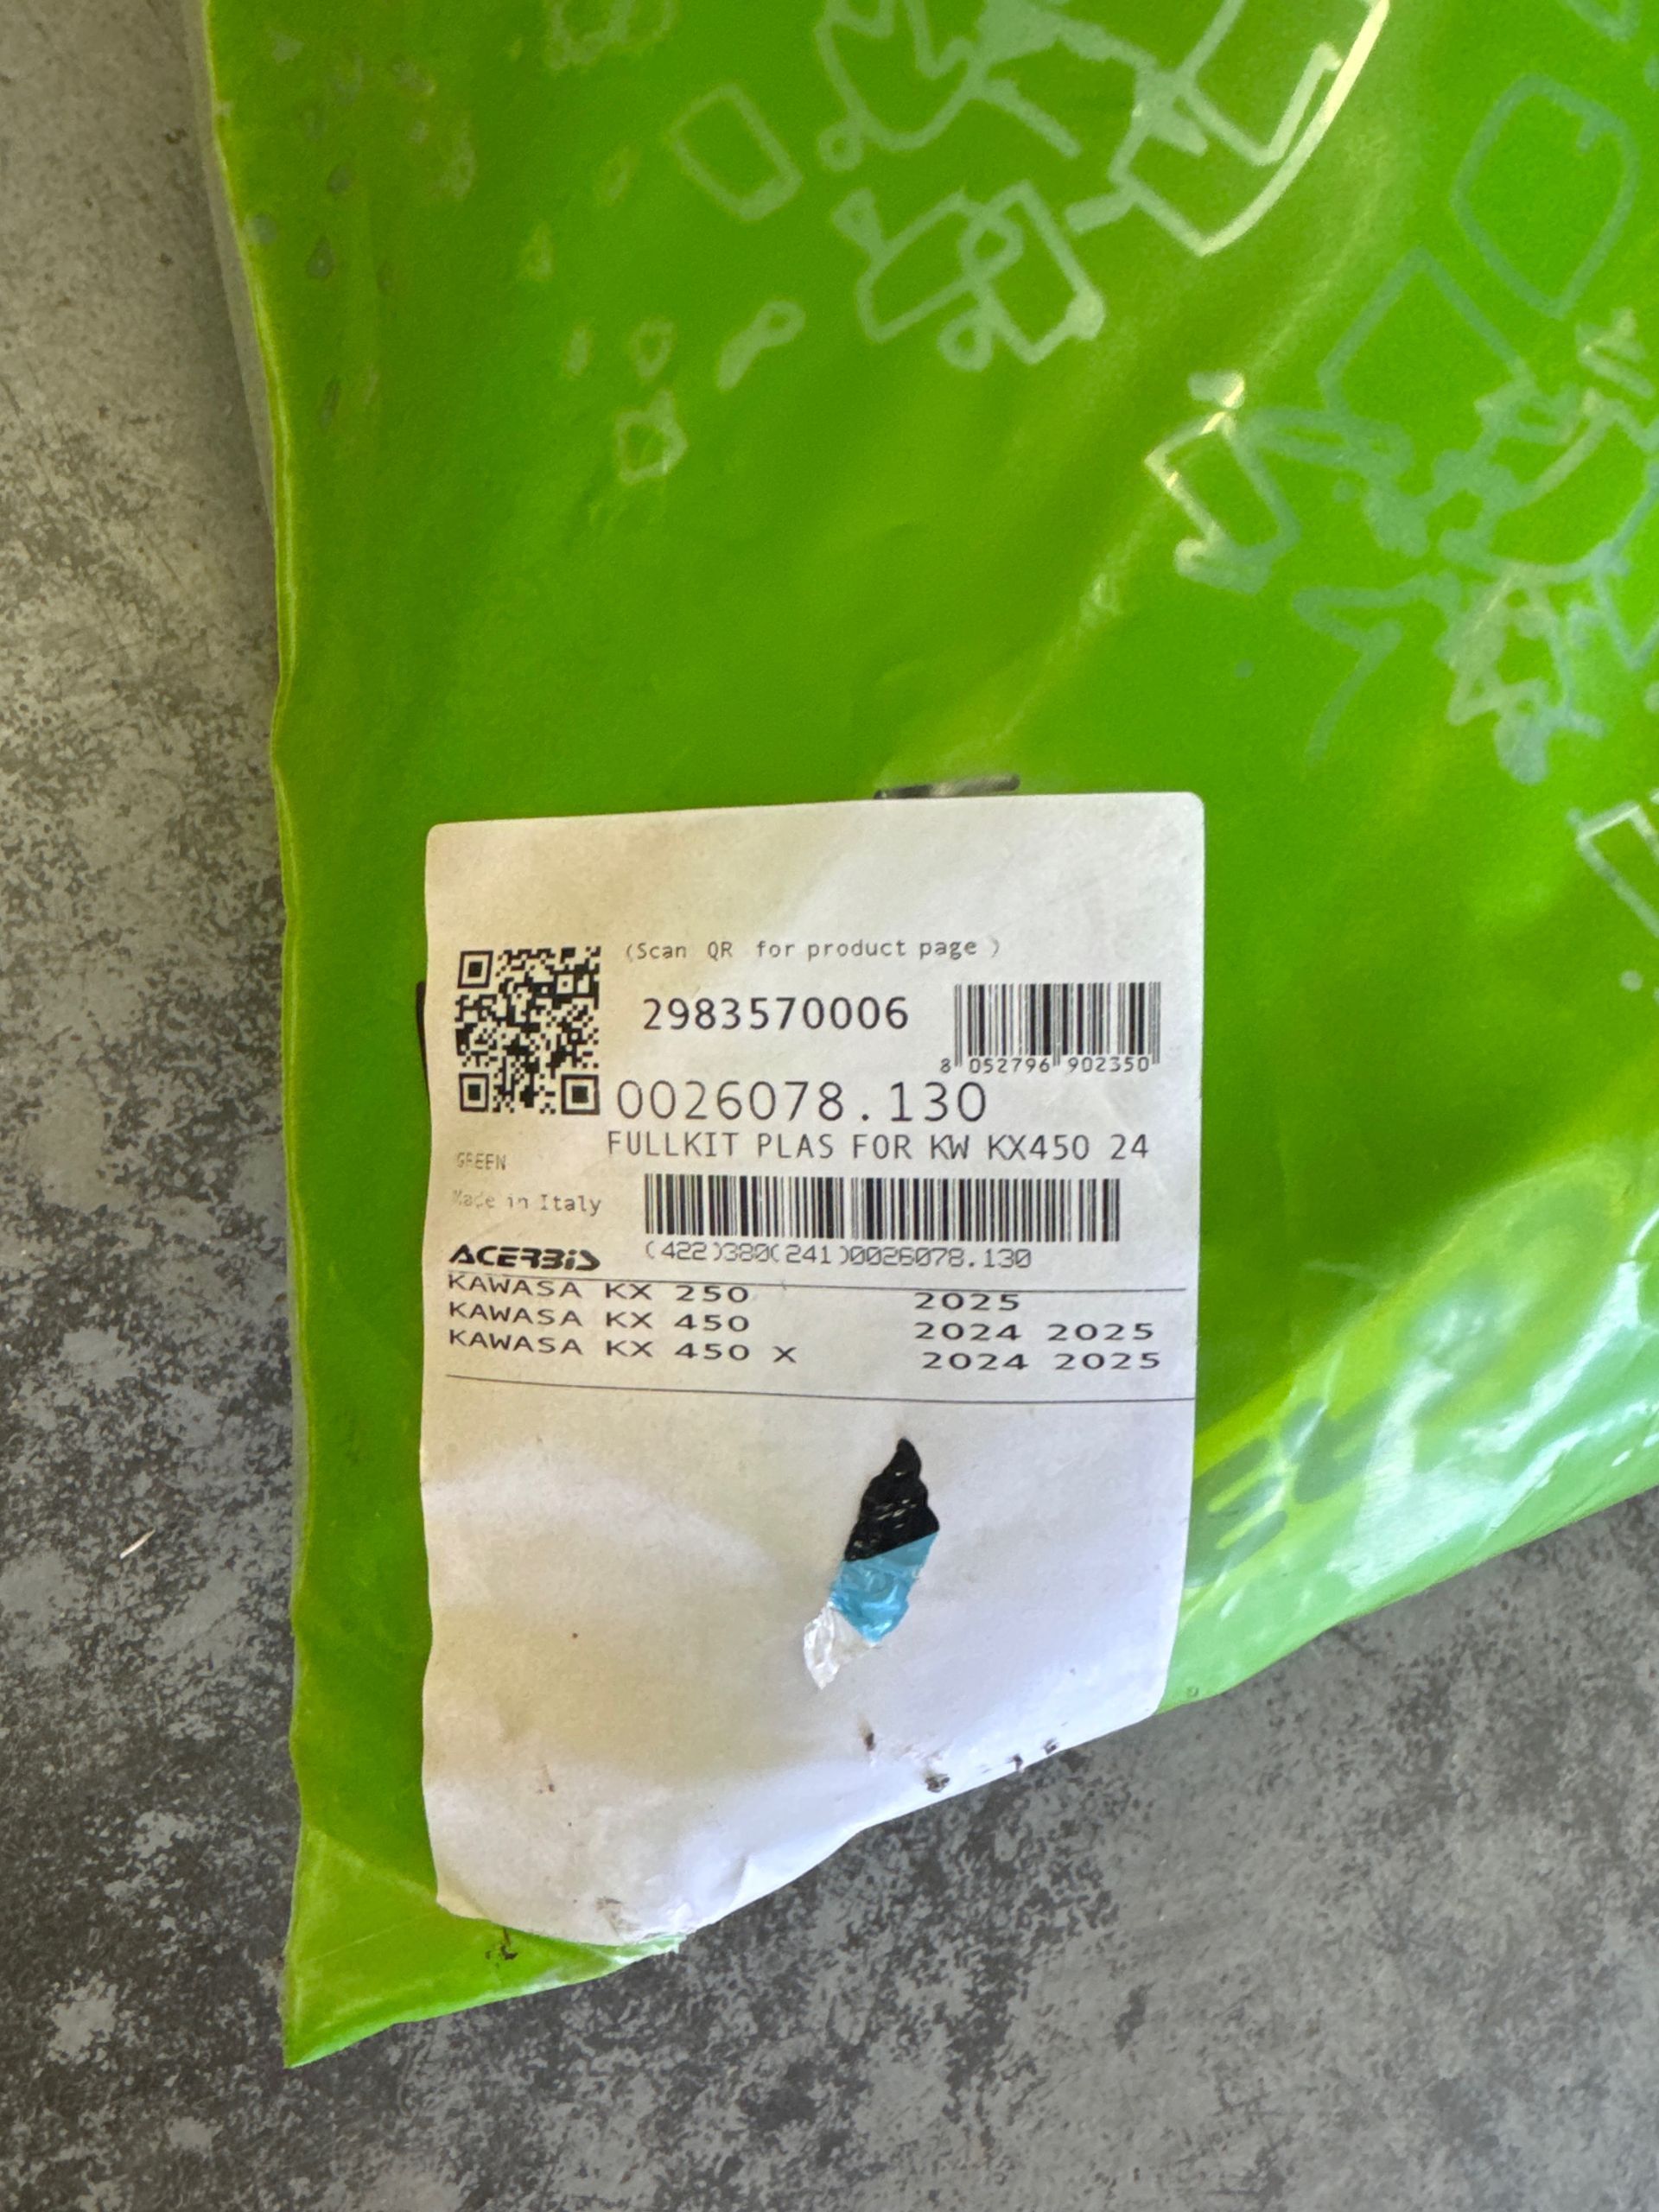 (Scan QR for product page )
2983570006
8 052796 902350
0026078.130
FULLKIT PLAS FOR KW KX450 24
GREEN
Made in Italy
(422)380(241)0026078.130
ACERBIS
KAWASA KX 250 2025
KAWASA KX 450 2024 2025
KAWASA KX 450 X 2024 2025